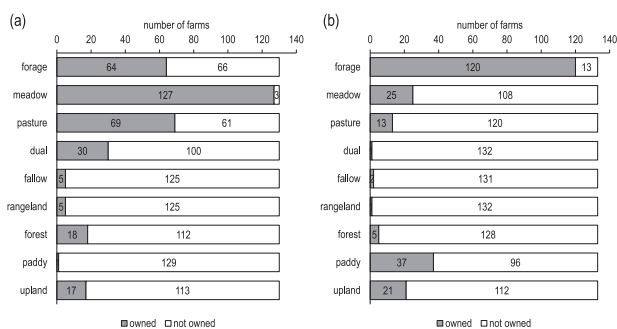 (a)
number of farms
0 20 40 60 80 100 120 140
forage 64 66
meadow 127 3
pasture 69 61
dual 30 100
fallow 5 125
rangeland 5 125
forest 18 112
paddy 129
upland 17 113
owned not owned
(b)
number of farms
0 20 40 60 80 100 120 140
forage 120 13
meadow 25 108
pasture 13 120
dual 132
fallow 2 131
rangeland 132
forest 5 128
paddy 37 96
upland 21 112
owned not owned